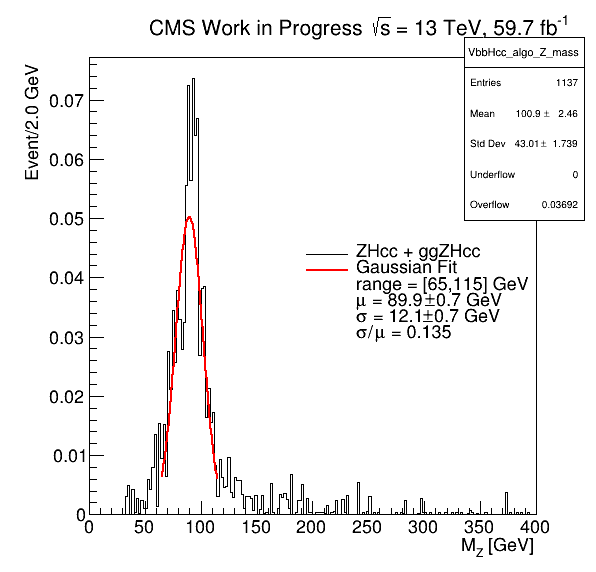 CMS Work in Progress √s = 13 TeV, 59.7 fb⁻¹
VbbHcc_algo_Z_mass
Entries 1137
Mean 100.9 ± 2.46
Std Dev 43.01 ± 1.739
Underflow 0
Overflow 0.03692
Event/2.0 GeV
0.07
0.06
0.05
0.04
0.03
0.02
0.01
0
ZHcc + ggZHcc
Gaussian Fit
range = [65,115] GeV
μ = 89.9±0.7 GeV
σ = 12.1±0.7 GeV
σ/μ = 0.135
0 50 100 150 200 250 300 350 400
M_Z [GeV]